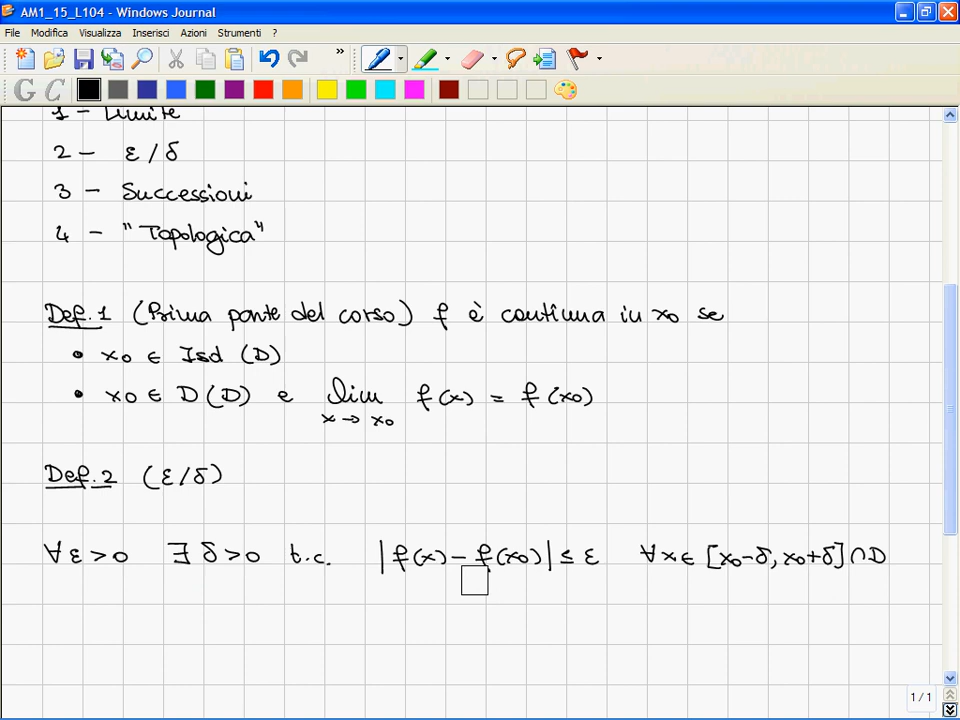 AM1_15_L104 - Windows Journal
File Modifica Visualizza Inserisci Azioni Strumenti ?
»
G C
1 - Limite
2 - ε / δ
3 - Successioni
4 - "Topologica"
Def. 1 (Prima parte del corso) f è continua in x0 se
• x0 ∈ Isd (D)
• x0 ∈ D(D) e lim f(x) = f(x0)
x → x0
Def. 2 (ε/δ)
∀ε > 0 ∃ δ > 0 t.c. |f(x) - f(x0)| ≤ ε ∀x ∈ [x0-δ, x0+δ] ∩ D
1 / 1